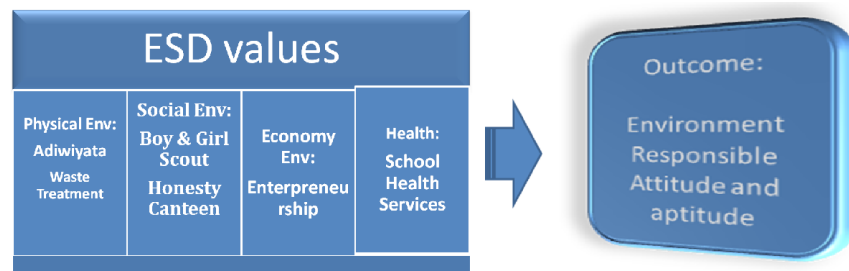 ESD values
Physical Env:
Adiwiyata
Waste
Treatment
Social Env:
Boy & Girl
Scout
Honesty
Canteen
Economy
Env:
Enterpreneu
rship
Health:
School
Health
Services
Outcome:
Environment
Responsible
Attitude and
aptitude